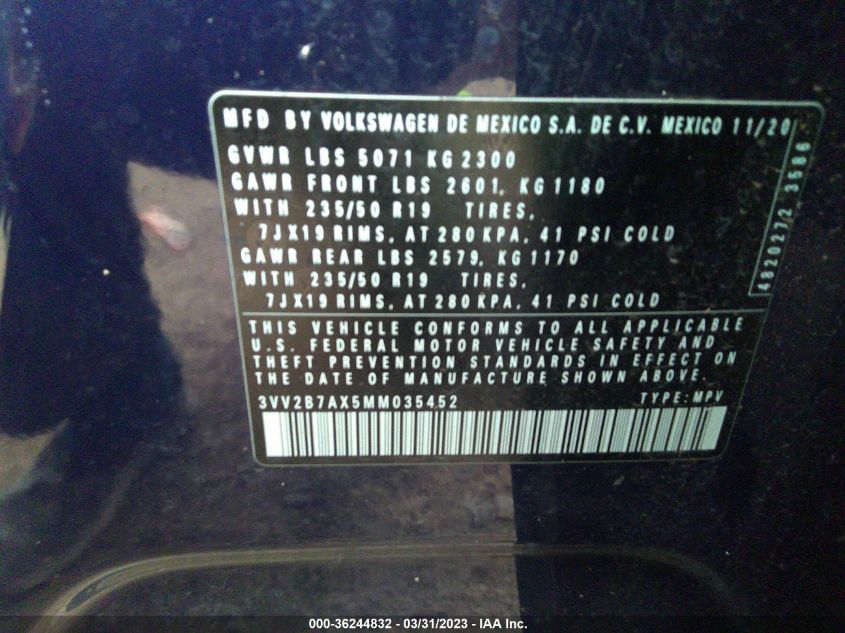 MFD BY VOLKSWAGEN DE MEXICO S.A. DE C.V. MEXICO 11/20
GVWR LBS 5071 KG 2300
GAWR FRONT LBS 2601, KG 1180
WITH 235/50 R19 TIRES,
7JX19 RIMS, AT 280 KPA, 41 PSI COLD
GAWR REAR LBS 2579, KG 1170
WITH 235/50 R19 TIRES,
7JX19 RIMS, AT 280 KPA, 41 PSI COLD
4820272 3586
THIS VEHICLE CONFORMS TO ALL APPLICABLE
U.S. FEDERAL MOTOR VEHICLE SAFETY AND
THEFT PREVENTION STANDARDS IN EFFECT ON
THE DATE OF MANUFACTURE SHOWN ABOVE.
3VV2B7AX5MM035452 TYPE: MPV
000-36244832 - 03/31/2023 - IAA Inc.